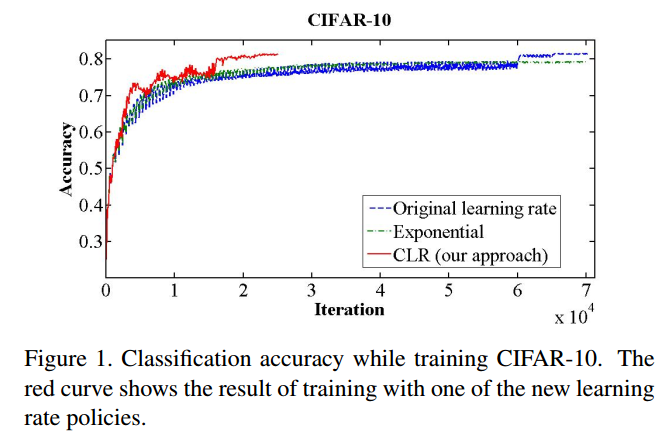 CIFAR-10
0.8
0.7
0.6
0.5
0.4
0.3
Accuracy
Original learning rate
Exponential
CLR (our approach)
0 1 2 3 4 5 6 7
Iteration
x 10^4
Figure 1. Classification accuracy while training CIFAR-10. The
red curve shows the result of training with one of the new learning
rate policies.